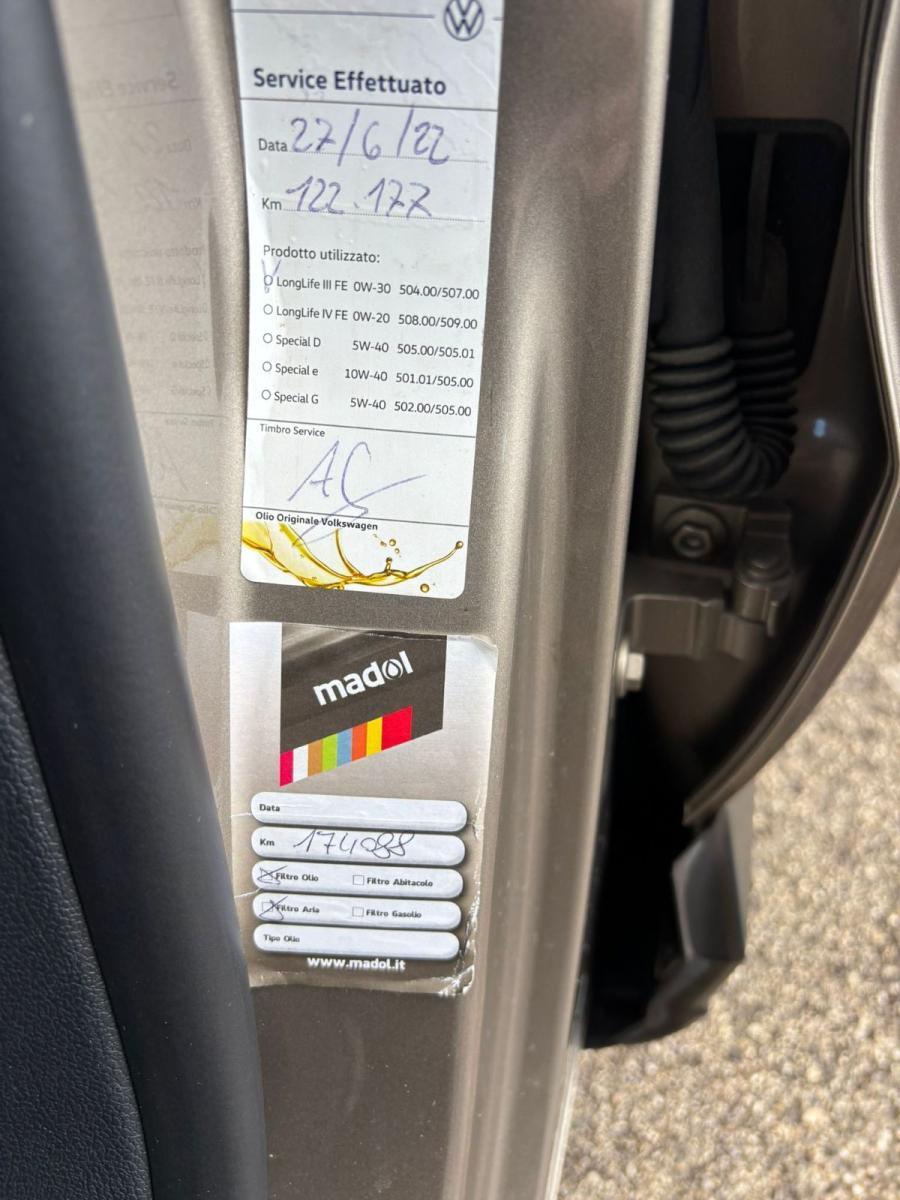 Service Effettuato
Data 27/6/22
Km 122.177
Prodotto utilizzato:
LongLife III FE 0W-30 504.00/507.00
LongLife IV FE 0W-20 508.00/509.00
Special D 5W-40 505.00/505.01
Special e 10W-40 501.01/505.00
Special G 5W-40 502.00/505.00
Timbro Service
Olio Originale Volkswagen
madol
Data
Km 174088
Filtro Olio Filtro Abitacolo
Filtro Aria Filtro Gasolio
Tipo Olio
www.madol.it